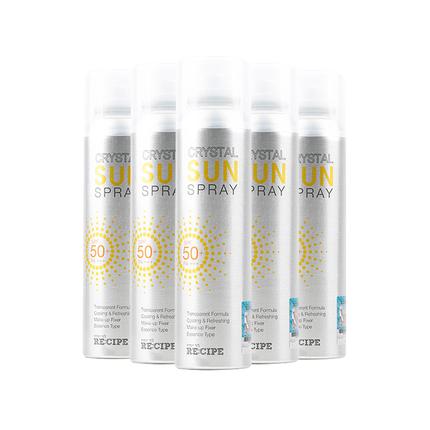 CRYSTAL
SUN
SPRAY
50+
Transparent Formula
Cooling & Refreshing
Make-up Fixer
Essence Type
RE:CIPE